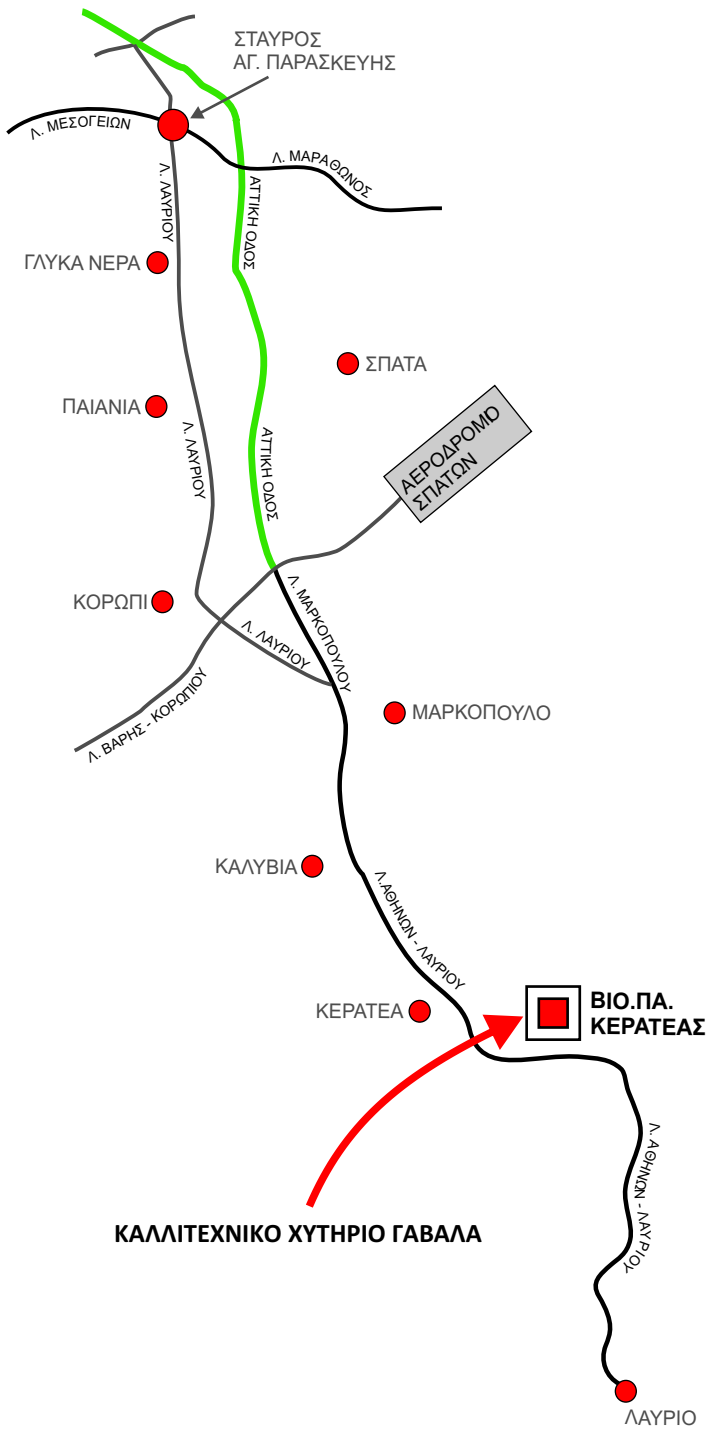 ΣΤΑΥΡΟΣ
ΑΓ. ΠΑΡΑΣΚΕΥΗΣ
Λ. ΜΕΣΟΓΕΙΩΝ
Λ. ΜΑΡΑΘΩΝΟΣ
Λ. ΛΑΥΡΙΟΥ
ΑΤΤΙΚΗ ΟΔΟΣ
ΓΛΥΚΑ ΝΕΡΑ
ΣΠΑΤΑ
ΠΑΙΑΝΙΑ
Λ. ΛΑΥΡΙΟΥ
ΑΤΤΙΚΗ ΟΔΟΣ
ΑΕΡΟΔΡΟΜΙΟ
ΣΠΑΤΩΝ
ΚΟΡΩΠΙ
Λ. ΜΑΡΚΟΠΟΥΛΟΥ
Λ. ΛΑΥΡΙΟΥ
Λ. ΒΑΡΗΣ - ΚΟΡΩΠΙΟΥ
ΜΑΡΚΟΠΟΥΛΟ
ΚΑΛΥΒΙΑ
Λ.ΑΘΗΝΩΝ - ΛΑΥΡΙΟΥ
ΚΕΡΑΤΕΑ
ΒΙΟ.ΠΑ.
ΚΕΡΑΤΕΑΣ
Λ. ΑΘΗΝΩΝ - ΛΑΥΡΙΟΥ
ΚΑΛΛΙΤΕΧΝΙΚΟ ΧΥΤΗΡΙΟ ΓΑΒΑΛΑ
ΛΑΥΡΙΟ